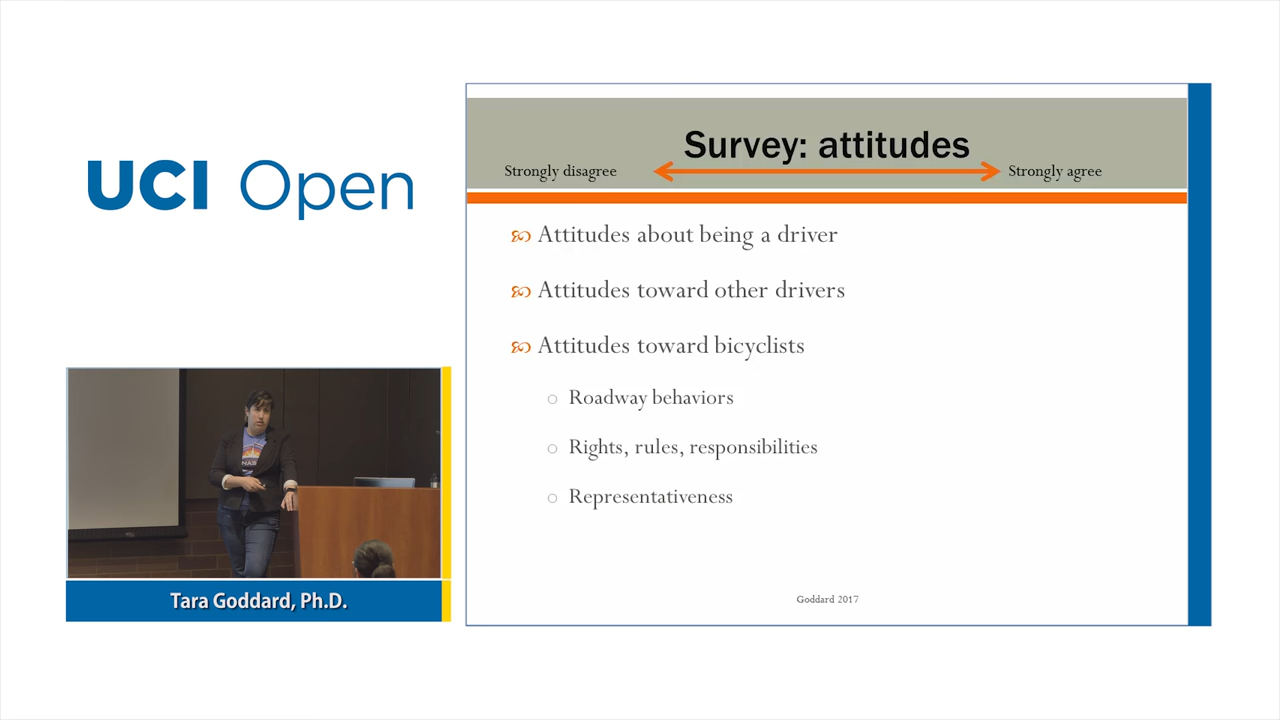 UCI Open
Survey: attitudes
Strongly disagree
Strongly agree
Attitudes about being a driver
Attitudes toward other drivers
Attitudes toward bicyclists
Roadway behaviors
Rights, rules, responsibilities
Representativeness
Goddard 2017
Tara Goddard, Ph.D.